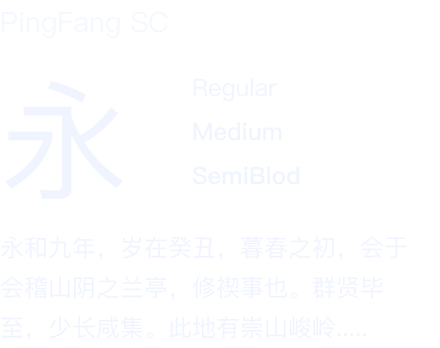 PingFang SC
永
Regular
Medium
SemiBlod
永和九年，岁在癸丑，暮春之初，会于
会稽山阴之兰亭，修禊事也。群贤毕
至，少长咸集。此地有崇山峻岭.....